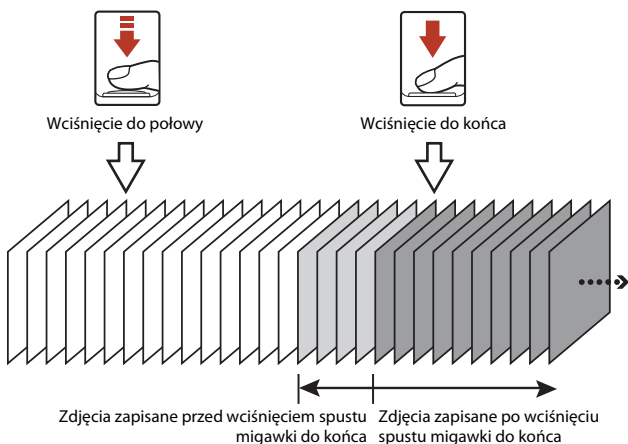 Wciśnięcie do połowy
Wciśnięcie do końca
Zdjęcia zapisane przed wciśnięciem spustu
migawki do końca
Zdjęcia zapisane po wciśnięciu
spustu migawki do końca